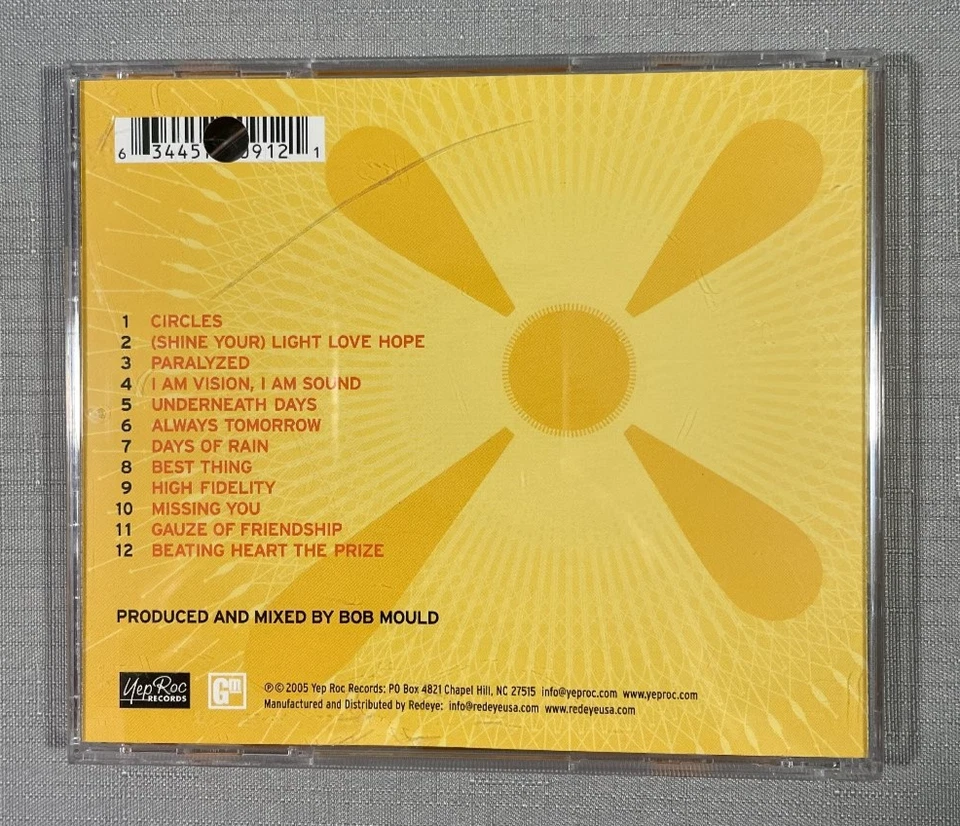 6 34457 0912 1
1 CIRCLES
2 (SHINE YOUR) LIGHT LOVE HOPE
3 PARALYZED
4 I AM VISION, I AM SOUND
5 UNDERNEATH DAYS
6 ALWAYS TOMORROW
7 DAYS OF RAIN
8 BEST THING
9 HIGH FIDELITY
10 MISSING YOU
11 GAUZE OF FRIENDSHIP
12 BEATING HEART THE PRIZE
PRODUCED AND MIXED BY BOB MOULD
Yep Roc
RECORDS
Gm
℗© 2005 Yep Roc Records: PO Box 4821 Chapel Hill, NC 27515 info@yeproc.com www.yeproc.com
Manufactured and Distributed by Redeye: info@redeyeusa.com www.redeyeusa.com